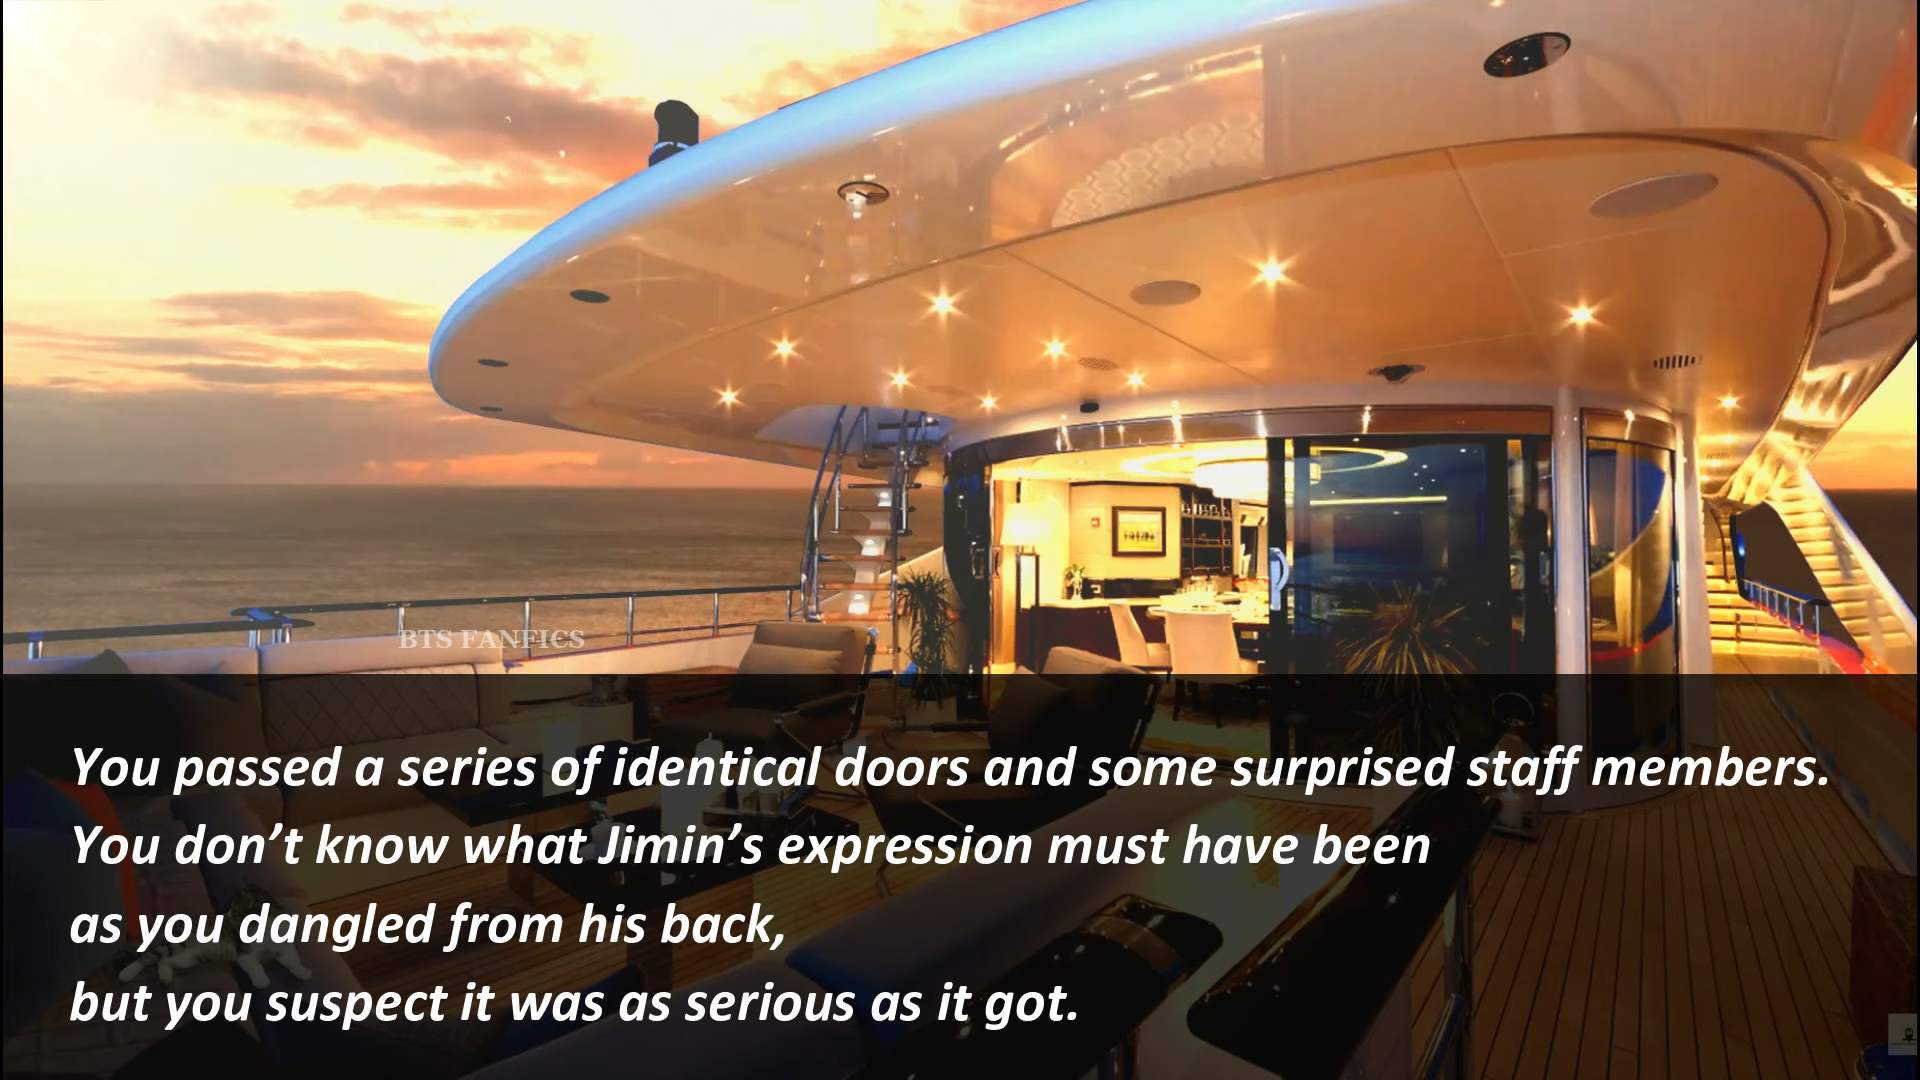 BTS FANFICS
You passed a series of identical doors and some surprised staff members.
You don’t know what Jimin’s expression must have been
as you dangled from his back,
but you suspect it was as serious as it got.